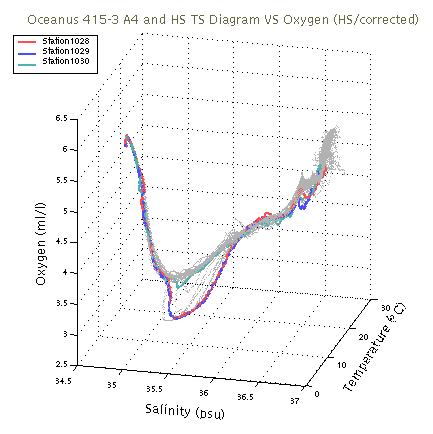 Oceanus 415-3 A4 and HS TS Diagram VS Oxygen (HS/corrected)
Station1028
Station1029
Station1030
6.5
6
5.5
5
4.5
4
3.5
3
2.5
Oxygen (ml/l)
34.5
35
35.5
36
36.5
37
Salinity (psu)
0
10
20
30
Temperature (°C)